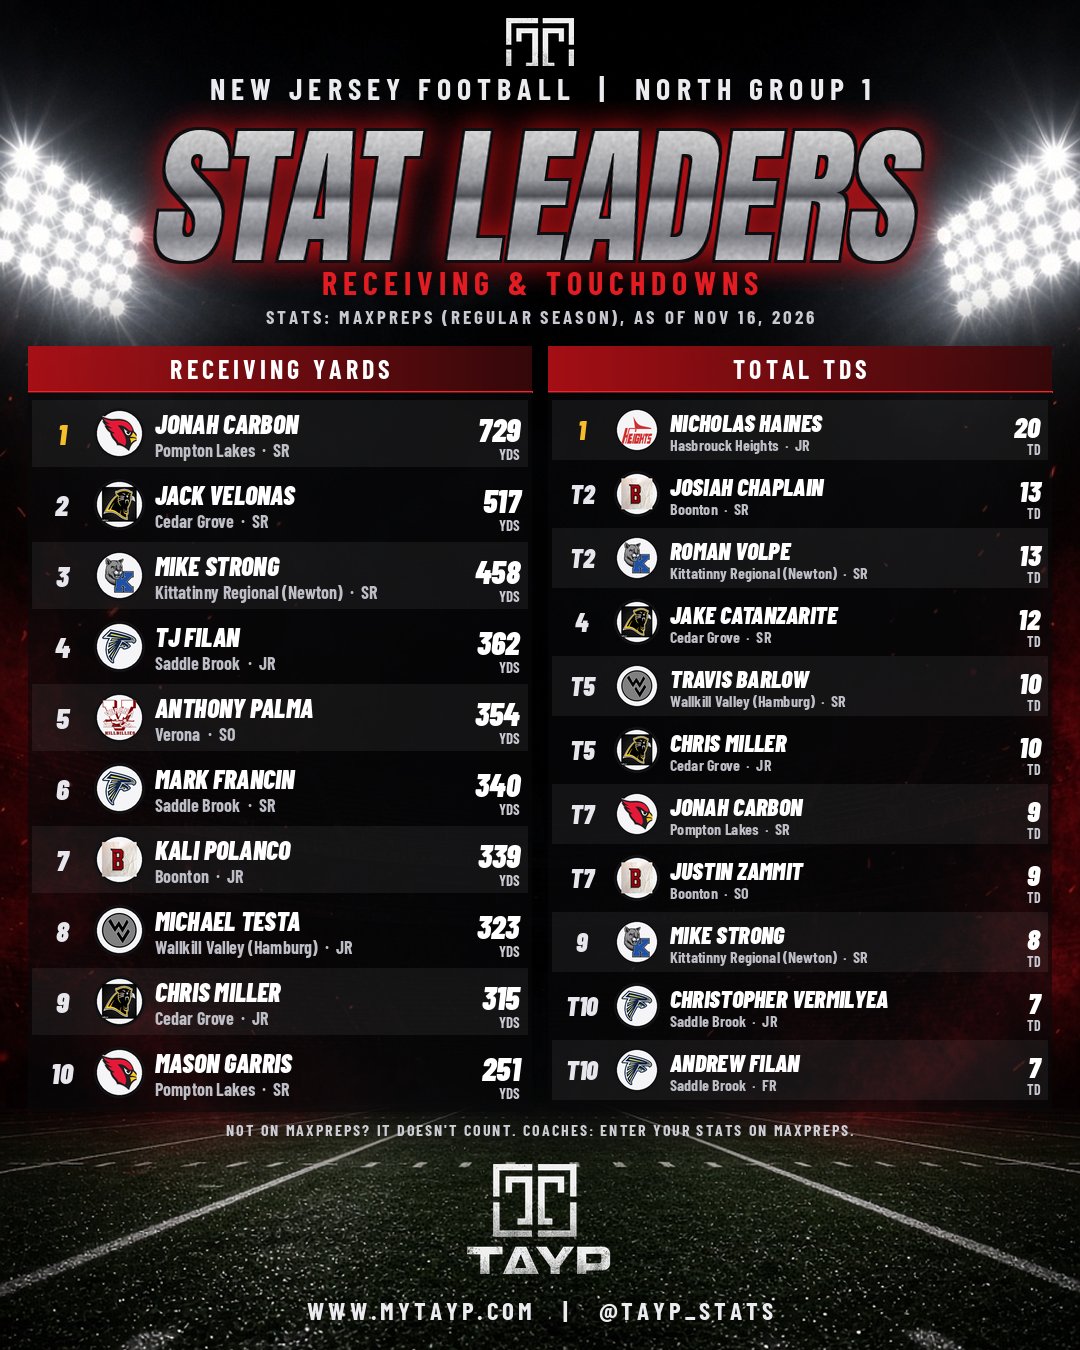 NEW JERSEY FOOTBALL | NORTH GROUP 1
STAT LEADERS
RECEIVING & TOUCHDOWNS
STATS: MAXPREPS (REGULAR SEASON), AS OF NOV 16, 2026
RECEIVING YARDS
1 JONAH CARBON 729
Pompton Lakes · SR YDS
2 JACK VELONAS 517
Cedar Grove · SR YDS
3 MIKE STRONG 458
Kittatinny Regional (Newton) · SR YDS
4 TJ FILAN 362
Saddle Brook · JR YDS
5 ANTHONY PALMA 354
Verona · SO YDS
HILLBILLIES
6 MARK FRANCIN 340
Saddle Brook · SR YDS
7 B KALI POLANCO 339
Boonton · JR YDS
8 MICHAEL TESTA 323
Wallkill Valley (Hamburg) · JR YDS
9 CHRIS MILLER 315
Cedar Grove · JR YDS
10 MASON GARRIS 251
Pompton Lakes · SR YDS
TOTAL TDS
1 HEIGHTS NICHOLAS HAINES 20
Hasbrouck Heights · JR TD
T2 B JOSIAH CHAPLAIN 13
Boonton · SR TD
T2 K ROMAN VOLPE 13
Kittatinny Regional (Newton) · SR TD
4 JAKE CATANZARITE 12
Cedar Grove · SR TD
T5 TRAVIS BARLOW 10
Wallkill Valley (Hamburg) · SR TD
T5 CHRIS MILLER 10
Cedar Grove · JR TD
T7 JONAH CARBON 9
Pompton Lakes · SR TD
T7 B JUSTIN ZAMMIT 9
Boonton · SO TD
9 MIKE STRONG 8
Kittatinny Regional (Newton) · SR TD
T10 CHRISTOPHER VERMILYEA 7
Saddle Brook · JR TD
T10 ANDREW FILAN 7
Saddle Brook · FR TD
NOT ON MAXPREPS? IT DOESN'T COUNT. COACHES: ENTER YOUR STATS ON MAXPREPS.
TAYP
WWW.MYTAYP.COM | @TAYP_STATS